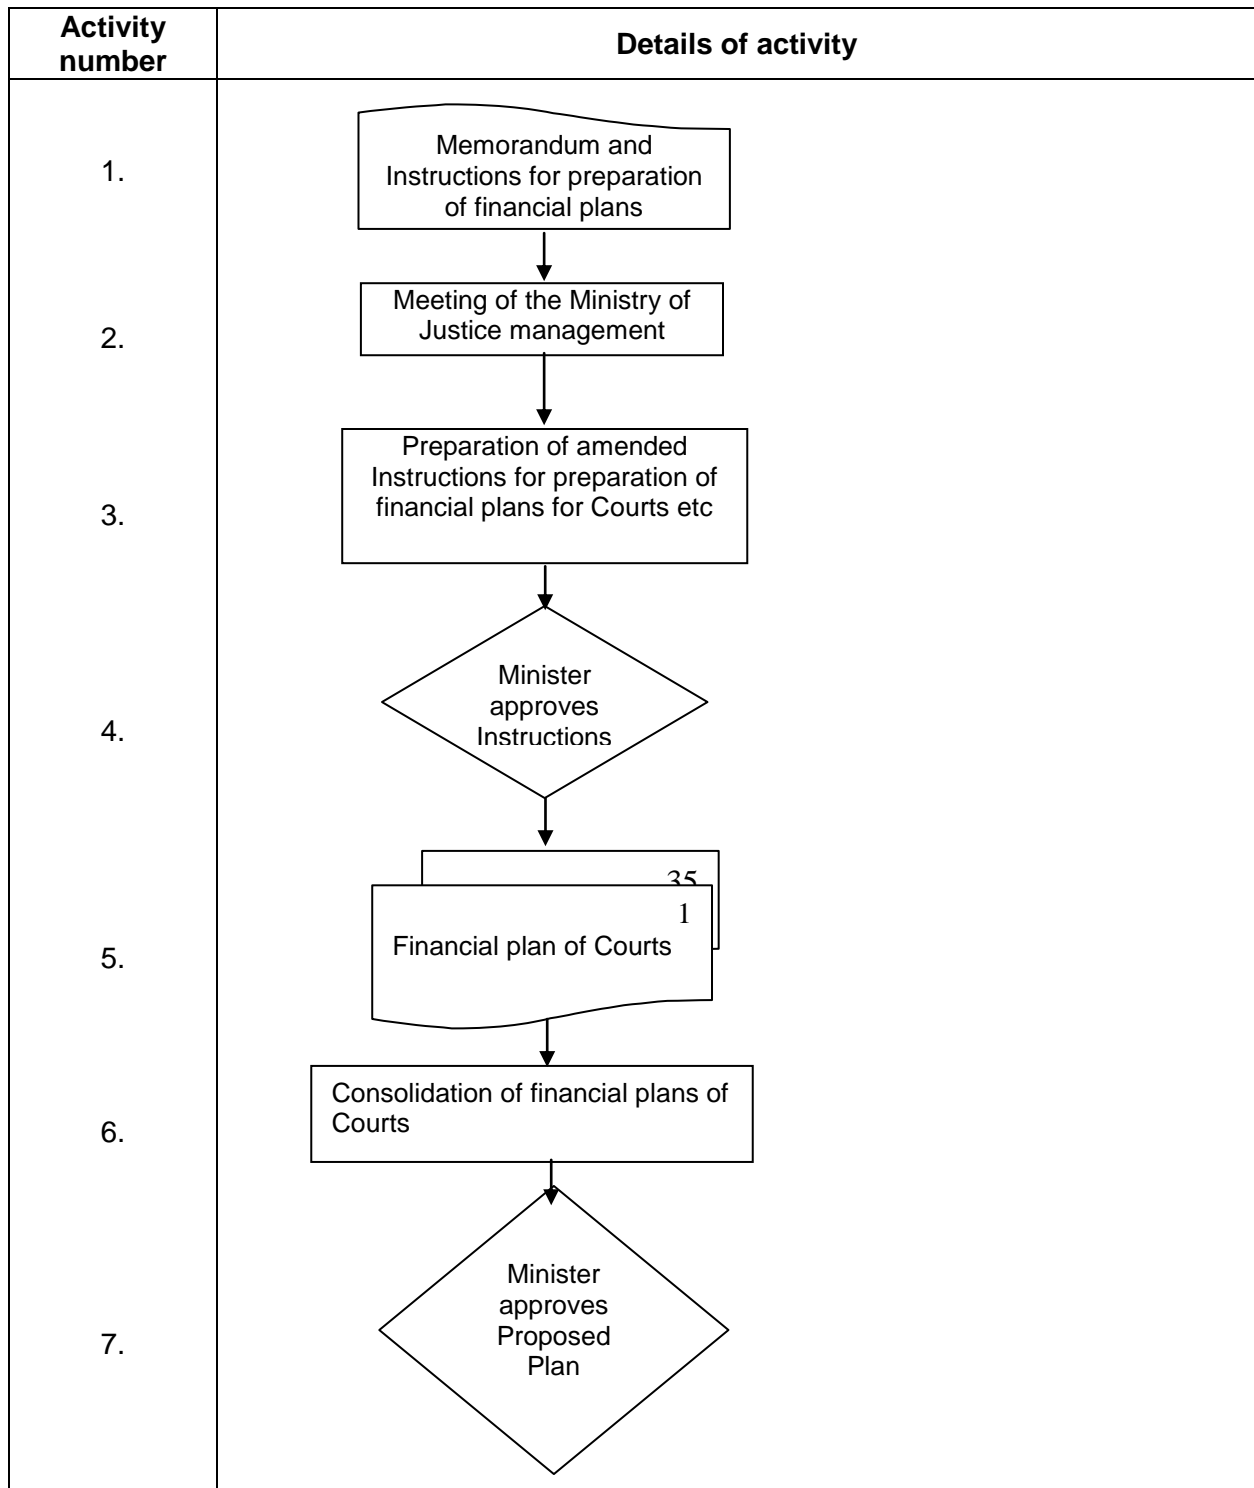 Activity
number
Details of activity
1.
Memorandum and
Instructions for preparation
of financial plans
2.
Meeting of the Ministry of
Justice management
3.
Preparation of amended
Instructions for preparation of
financial plans for Courts etc
4.
Minister
approves
Instructions
5.
35
1
Financial plan of Courts
6.
Consolidation of financial plans of
Courts
7.
Minister
approves
Proposed
Plan